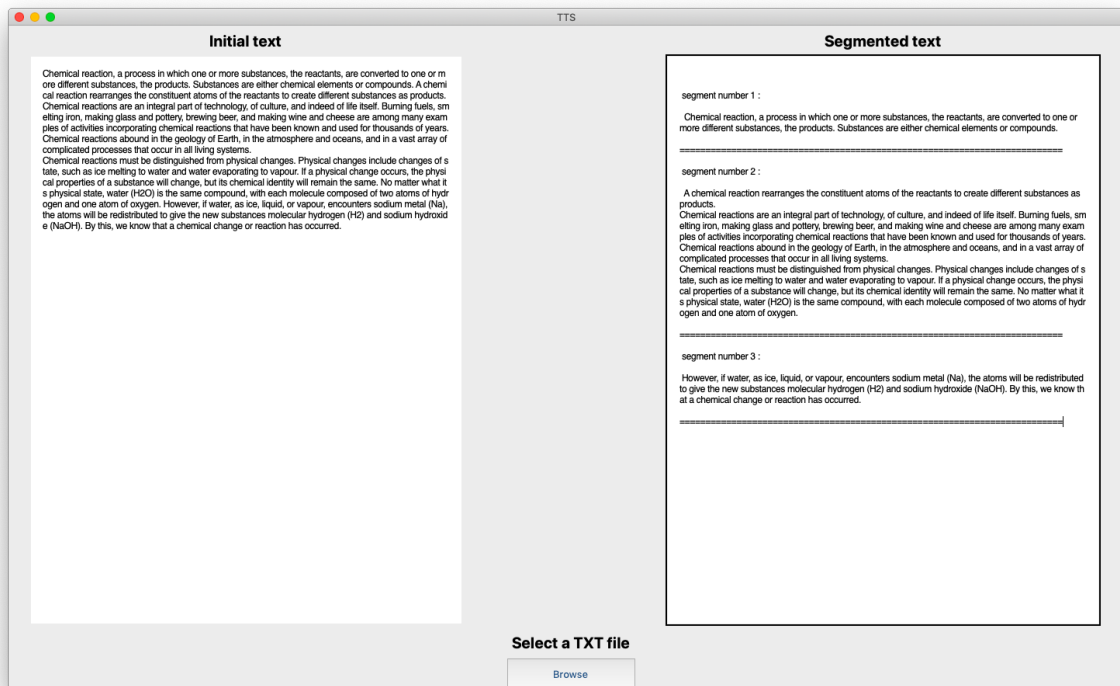 TTS
Initial text
Chemical reaction, a process in which one or more substances, the reactants, are converted to one or m
ore different substances, the products. Substances are either chemical elements or compounds. A chemi
cal reaction rearranges the constituent atoms of the reactants to create different substances as products.
Chemical reactions are an integral part of technology, of culture, and indeed of life itself. Burning fuels, sm
elting iron, making glass and pottery, brewing beer, and making wine and cheese are among many exam
ples of activities incorporating chemical reactions that have been known and used for thousands of years.
Chemical reactions abound in the geology of Earth, in the atmosphere and oceans, and in a vast array of
complicated processes that occur in all living systems.
Chemical reactions must be distinguished from physical changes. Physical changes include changes of s
tate, such as ice melting to water and water evaporating to vapour. If a physical change occurs, the physi
cal properties of a substance will change, but its chemical identity will remain the same. No matter what it
s physical state, water (H2O) is the same compound, with each molecule composed of two atoms of hydr
ogen and one atom of oxygen. However, if water, as ice, liquid, or vapour, encounters sodium metal (Na),
the atoms will be redistributed to give the new substances molecular hydrogen (H2) and sodium hydroxid
e (NaOH). By this, we know that a chemical change or reaction has occurred.
Segmented text
segment number 1 :
Chemical reaction, a process in which one or more substances, the reactants, are converted to one or
more different substances, the products. Substances are either chemical elements or compounds.
==========================================================================
segment number 2 :
A chemical reaction rearranges the constituent atoms of the reactants to create different substances as
products.
Chemical reactions are an integral part of technology, of culture, and indeed of life itself. Burning fuels, sm
elting iron, making glass and pottery, brewing beer, and making wine and cheese are among many exam
ples of activities incorporating chemical reactions that have been known and used for thousands of years.
Chemical reactions abound in the geology of Earth, in the atmosphere and oceans, and in a vast array of
complicated processes that occur in all living systems.
Chemical reactions must be distinguished from physical changes. Physical changes include changes of s
tate, such as ice melting to water and water evaporating to vapour. If a physical change occurs, the physi
cal properties of a substance will change, but its chemical identity will remain the same. No matter what it
s physical state, water (H2O) is the same compound, with each molecule composed of two atoms of hydr
ogen and one atom of oxygen.
==========================================================================
segment number 3 :
However, if water, as ice, liquid, or vapour, encounters sodium metal (Na), the atoms will be redistributed
to give the new substances molecular hydrogen (H2) and sodium hydroxide (NaOH). By this, we know th
at a chemical change or reaction has occurred.
==========================================================================
Select a TXT file
Browse